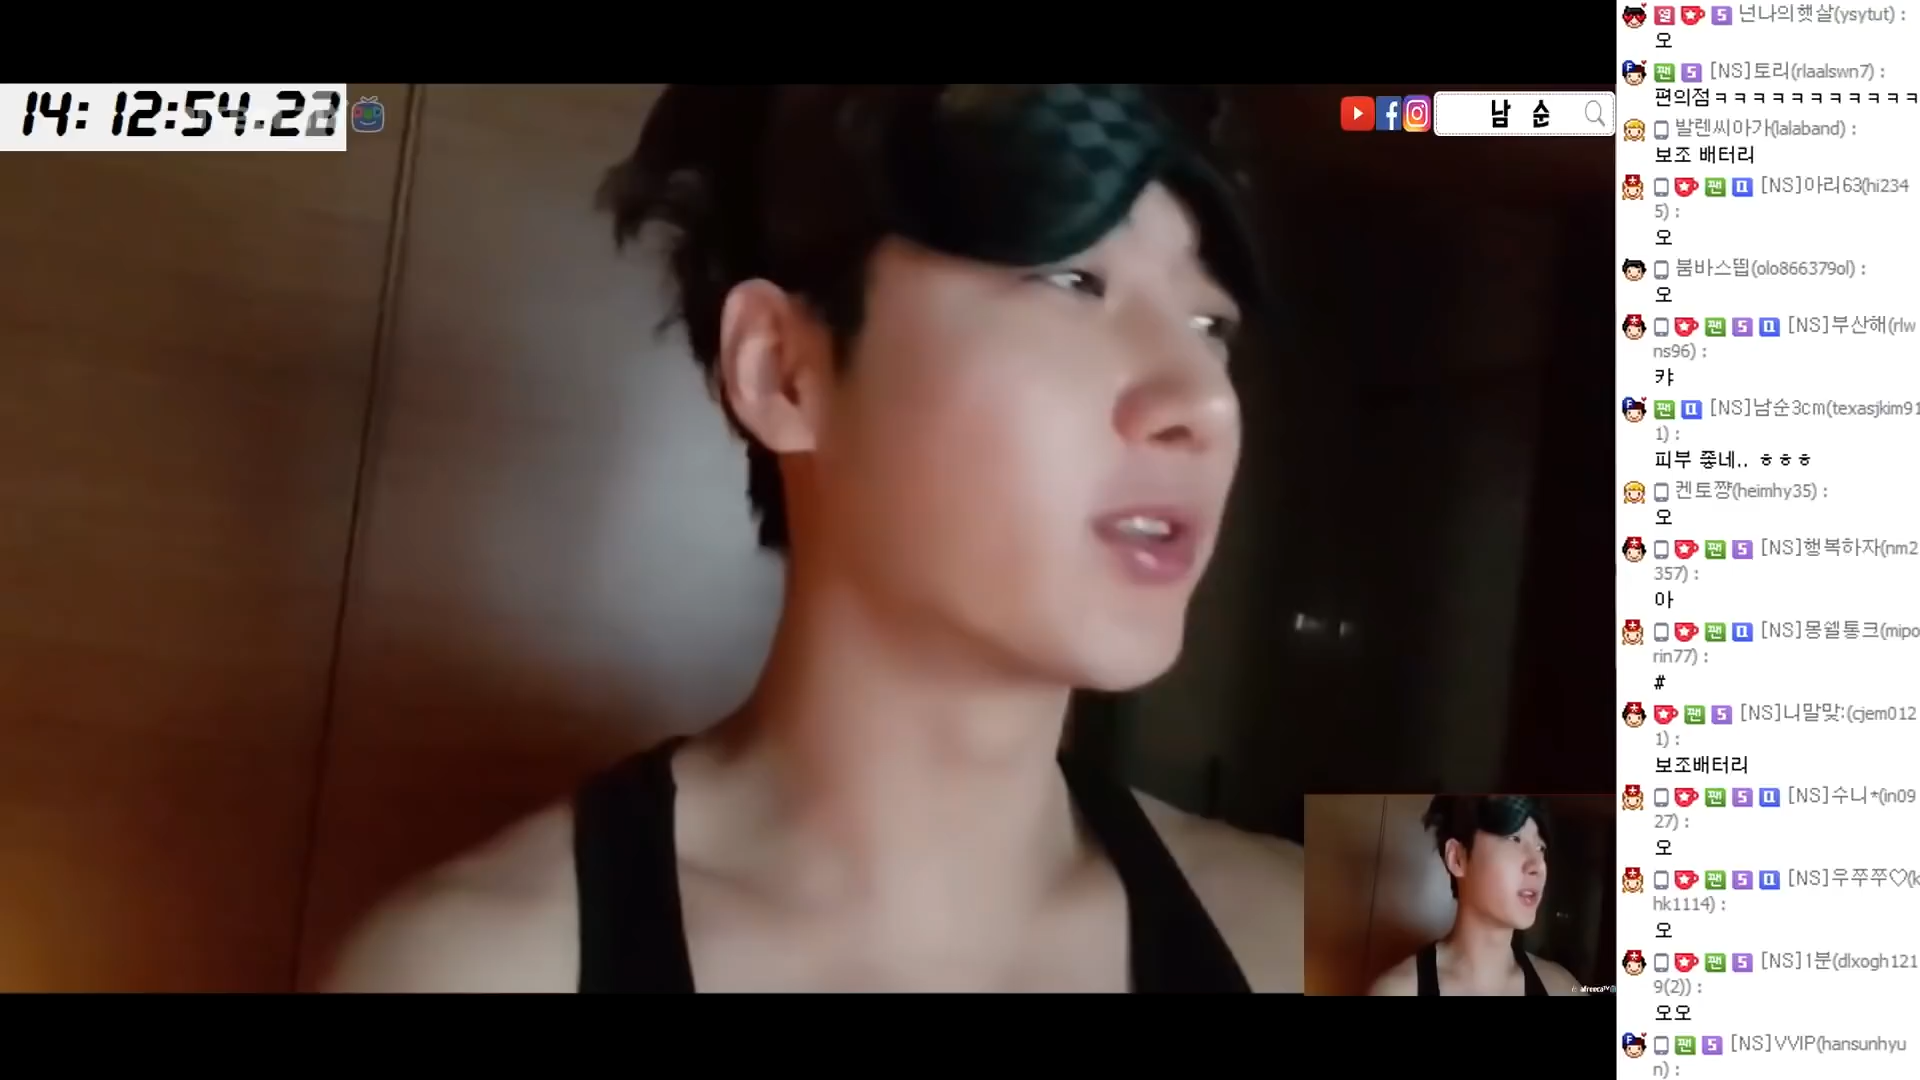 14:12:54.22
남 순
넌나의햇살(ysytut) :
오
[NS]토리(rlaalswn7) :
편의점ㅋㅋㅋㅋㅋㅋㅋㅋㅋㅋㅋ
발렌씨아가(lalaband) :
보조 배터리
[NS]아리63(hi234
5) :
오
붐바스띕(olo866379ol) :
오
[NS]부산해(rlw
ns96) :
캬
[NS]남순3cm(texasjkim91
1) :
피부 쫗네.. ㅎㅎㅎ
켄토쨩(heimhy35) :
오
[NS]행복하자(nm2
357) :
아
[NS]몽쉘통크(mipo
rin77) :
#
[NS]니말맞:(cjem012
1) :
보조배터리
[NS]수니*(in09
27) :
오
[NS]우쭈쭈♡(k
hk1114) :
오
[NS]1분(dlxogh121
9(2)) :
오오
[NS]VVIP(hansunhyu
n) :
afreecaTV